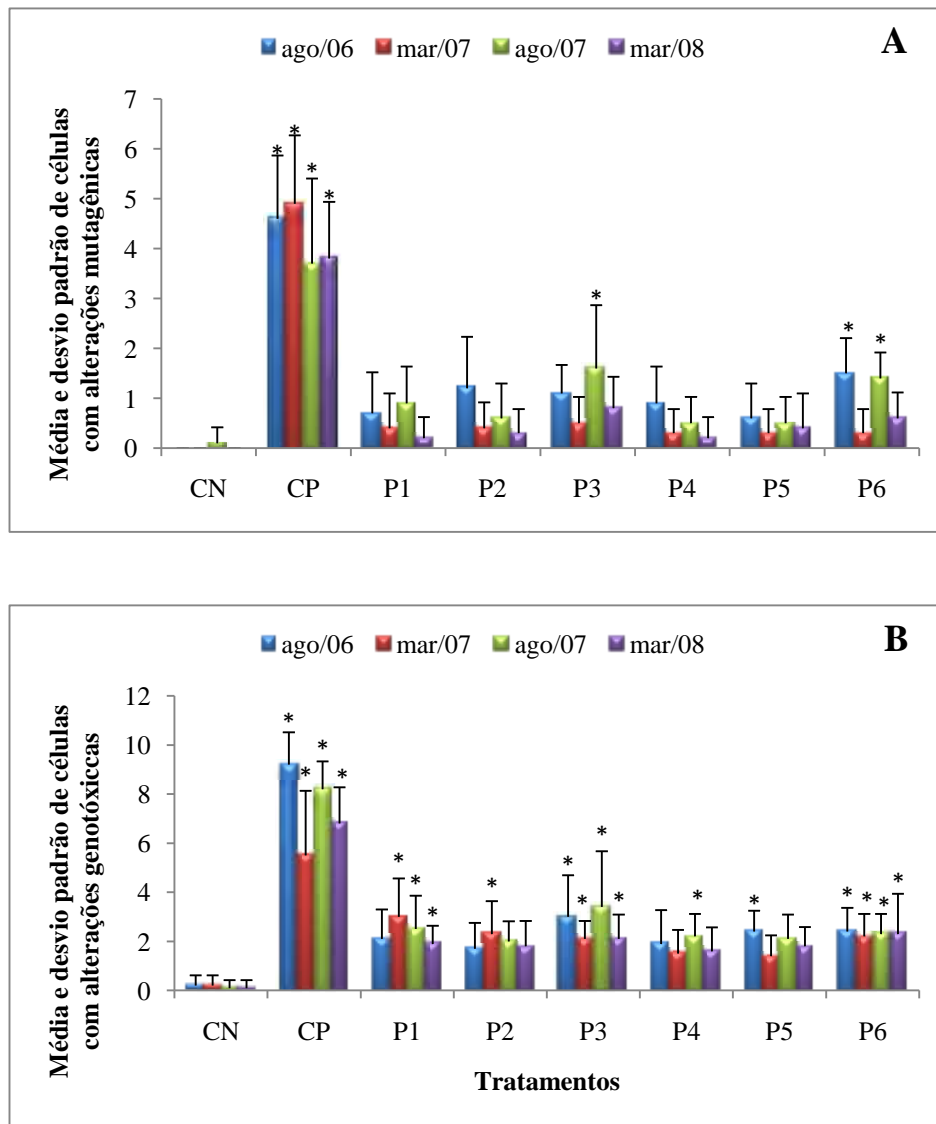 A
ago/06 mar/07 ago/07 mar/08
Média e desvio padrão de células
com alterações mutagênicas
7
6
5
4
3
2
1
0
* * * * * * *
CN CP P1 P2 P3 P4 P5 P6
B
ago/06 mar/07 ago/07 mar/08
Média e desvio padrão de células
com alterações genotóxiccas
12
10
8
6
4
2
0
* * * * * * * * * * * * * * * * * *
CN CP P1 P2 P3 P4 P5 P6
Tratamentos